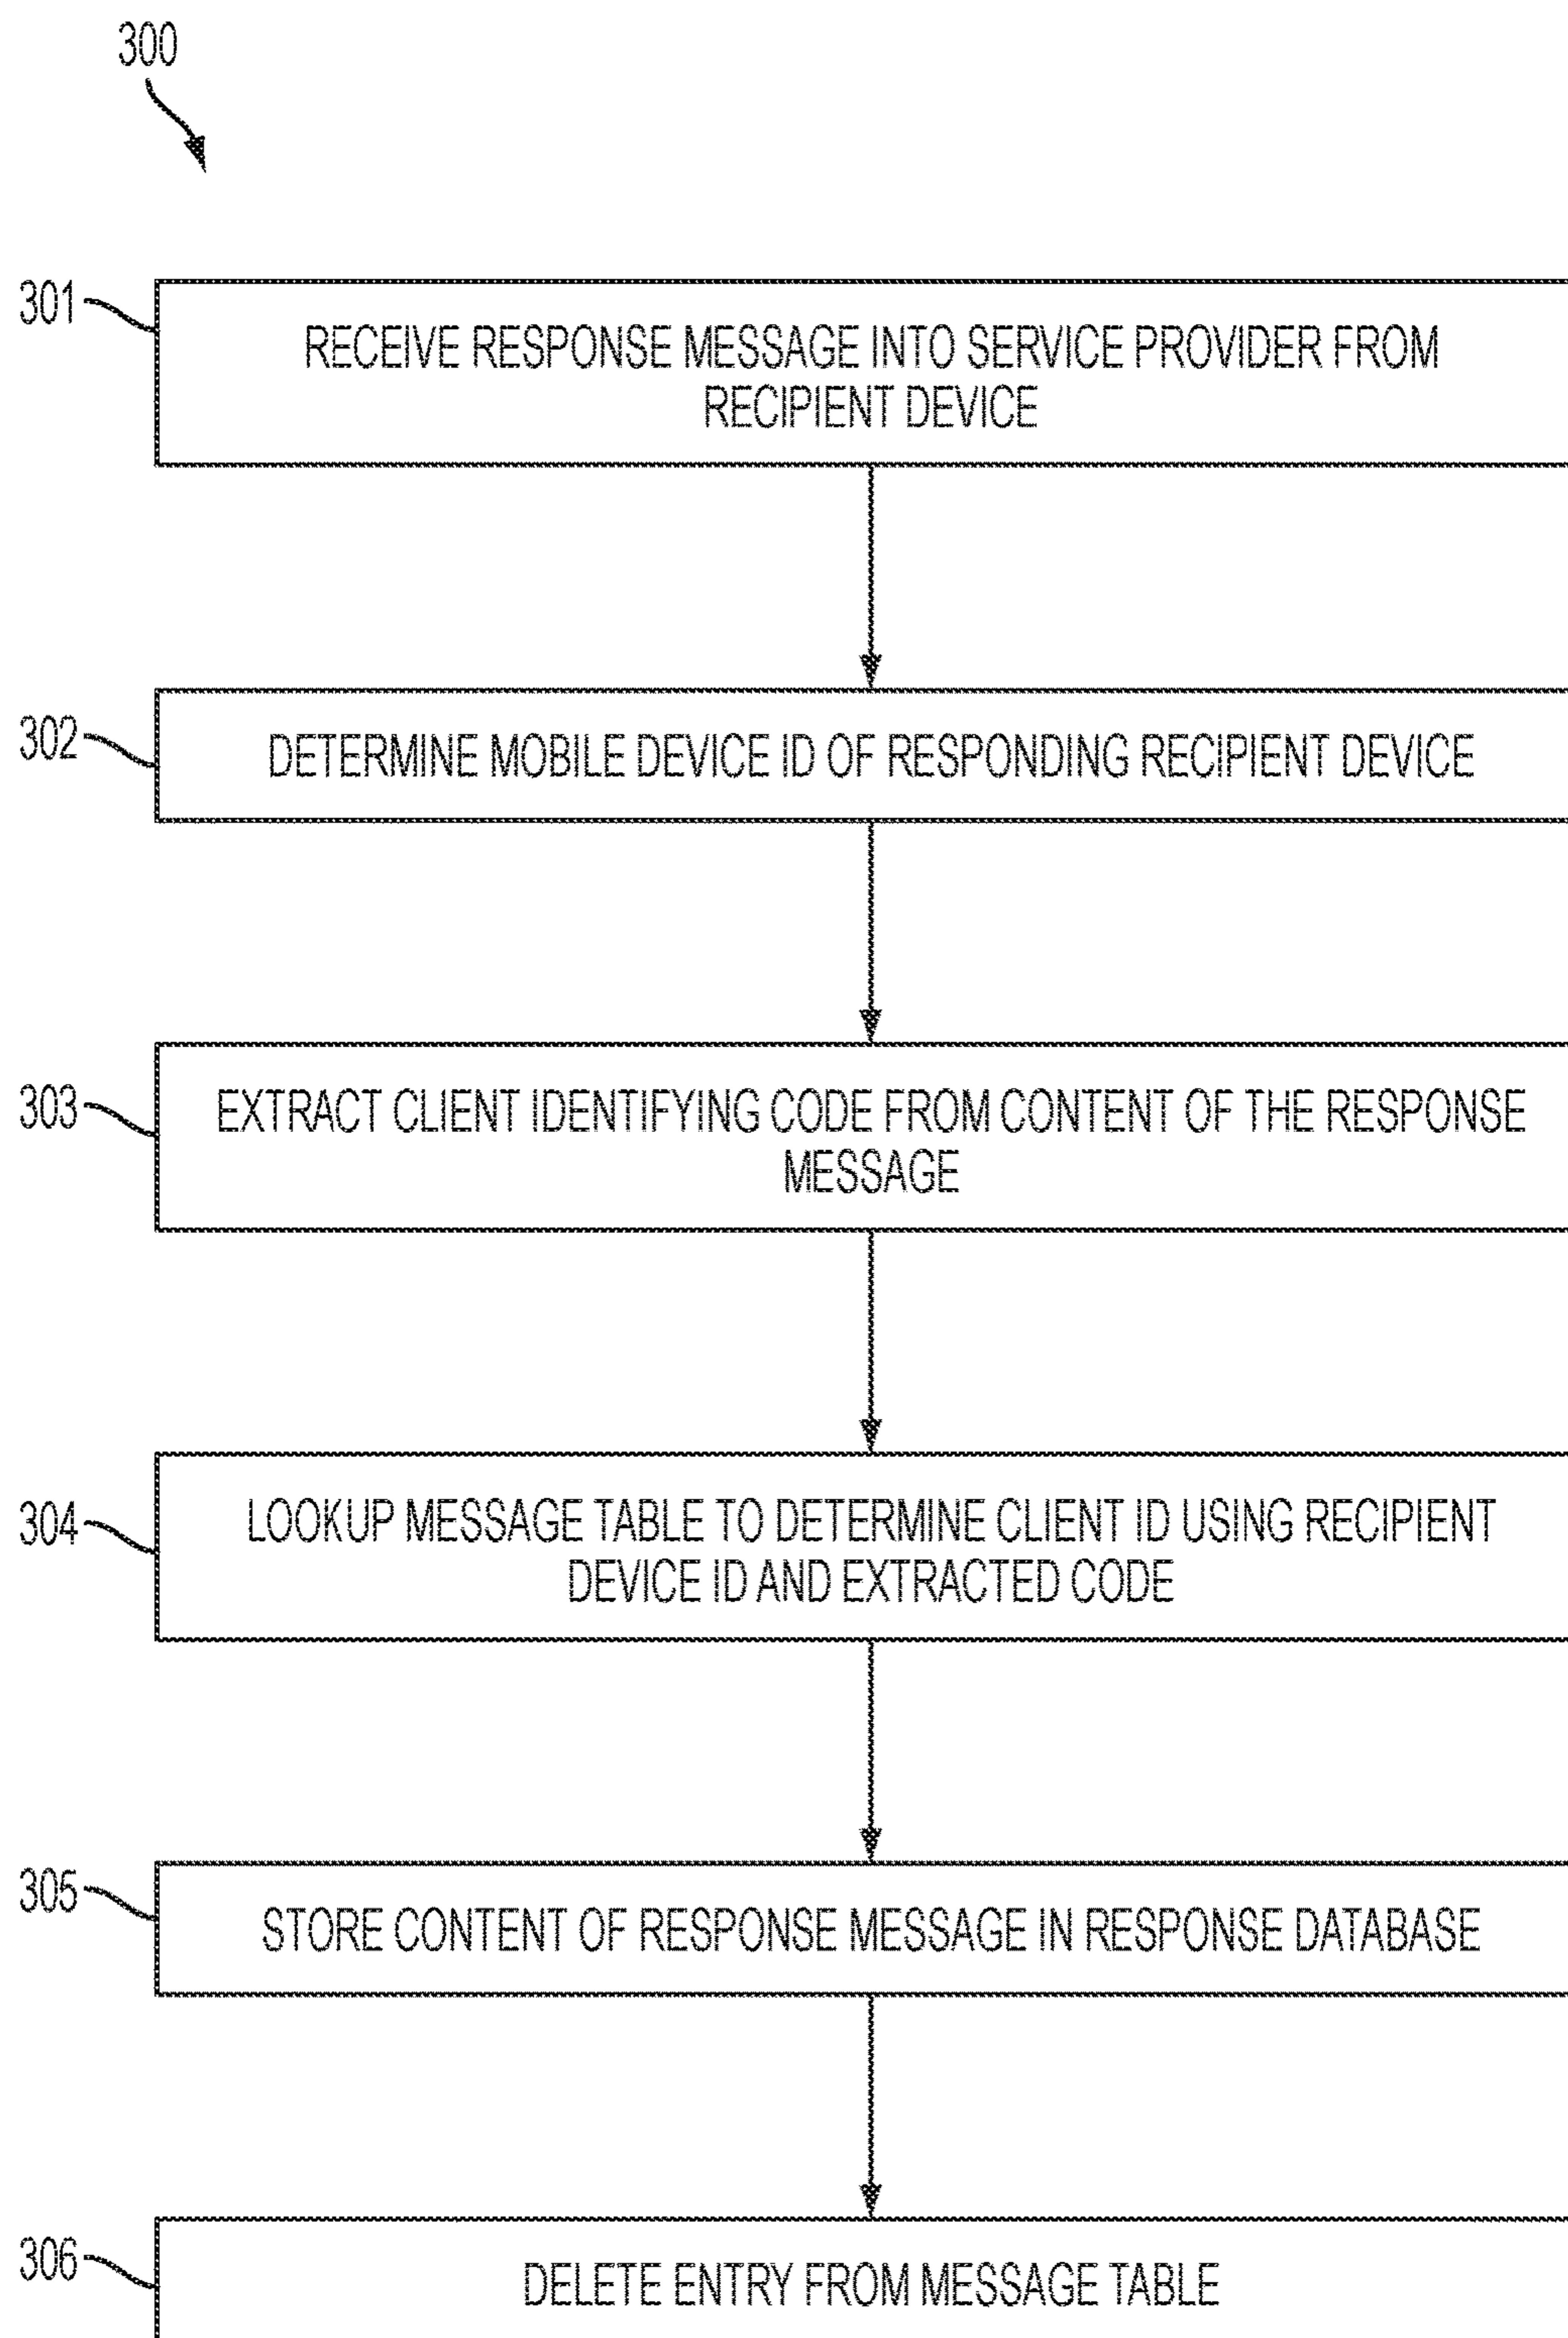 300
301
RECEIVE RESPONSE MESSAGE INTO SERVICE PROVIDER FROM
RECIPIENT DEVICE
302
DETERMINE MOBILE DEVICE ID OF RESPONDING RECIPIENT DEVICE
303
EXTRACT CLIENT IDENTIFYING CODE FROM CONTENT OF THE RESPONSE
MESSAGE
304
LOOKUP MESSAGE TABLE TO DETERMINE CLIENT ID USING RECIPIENT
DEVICE ID AND EXTRACTED CODE
305
STORE CONTENT OF RESPONSE MESSAGE IN RESPONSE DATABASE
306
DELETE ENTRY FROM MESSAGE TABLE